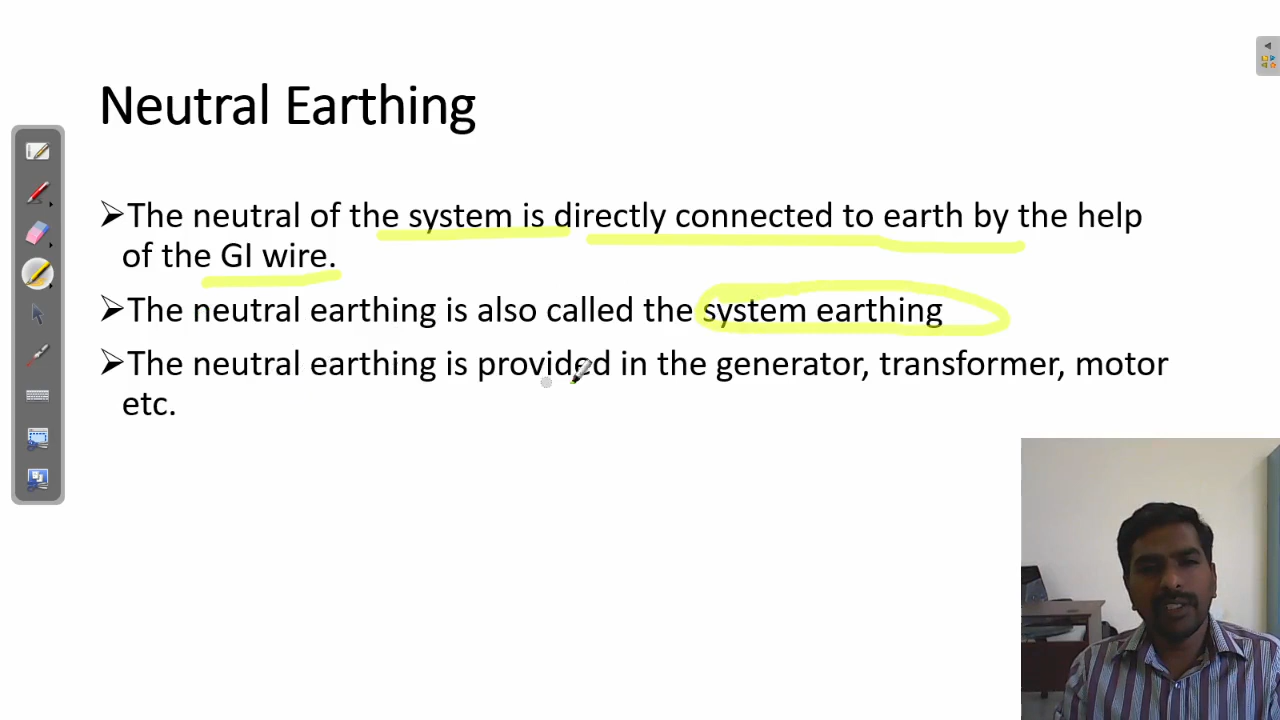 Neutral Earthing
➢The neutral of the system is directly connected to earth by the help
of the GI wire.
➢The neutral earthing is also called the system earthing
➢The neutral earthing is provided in the generator, transformer, motor
etc.